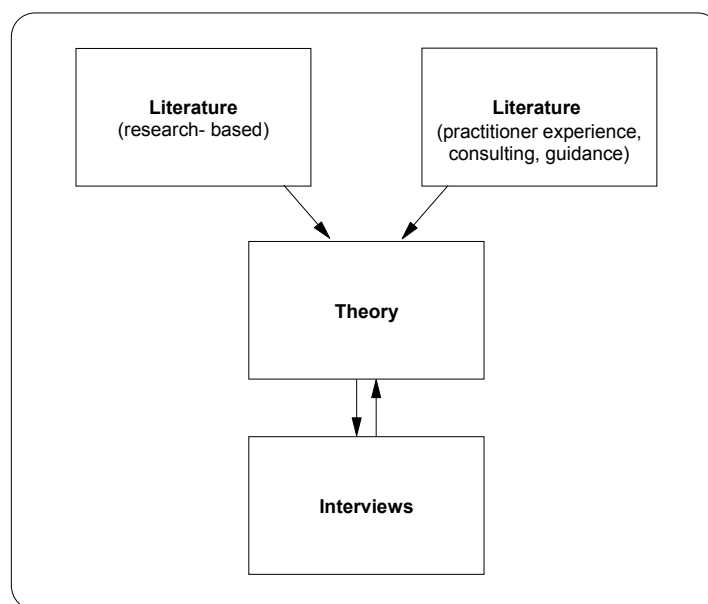 Literature
(research- based)
Literature
(practitioner experience,
consulting, guidance)
Theory
Interviews